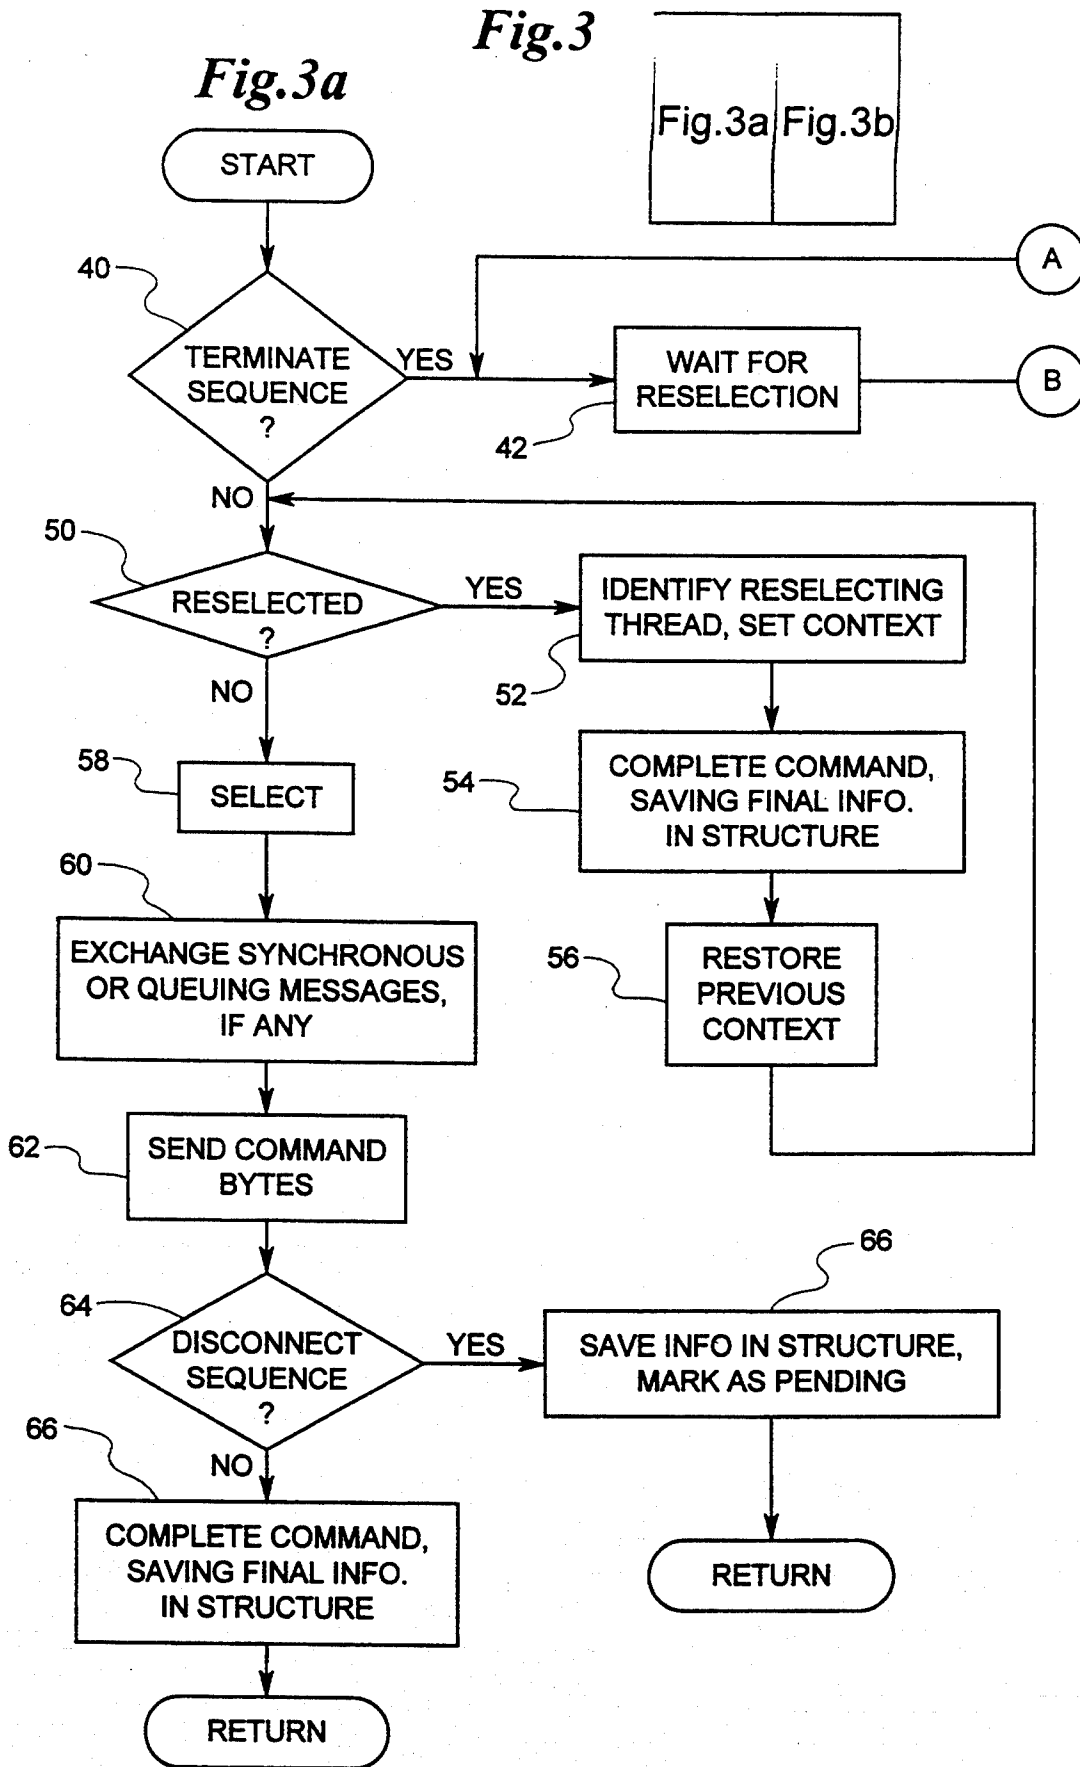 Fig.3
Fig.3a
Fig.3a
Fig.3b
START
A
40
TERMINATE
SEQUENCE
?
YES
WAIT FOR
RESELECTION
B
42
NO
50
RESELECTED
?
YES
IDENTIFY RESELECTING
THREAD, SET CONTEXT
52
NO
58
SELECT
54
COMPLETE COMMAND,
SAVING FINAL INFO.
IN STRUCTURE
60
EXCHANGE SYNCHRONOUS
OR QUEUING MESSAGES,
IF ANY
56
RESTORE
PREVIOUS
CONTEXT
62
SEND COMMAND
BYTES
64
DISCONNECT
SEQUENCE
?
YES
66
SAVE INFO IN STRUCTURE,
MARK AS PENDING
66
NO
COMPLETE COMMAND,
SAVING FINAL INFO.
IN STRUCTURE
RETURN
RETURN